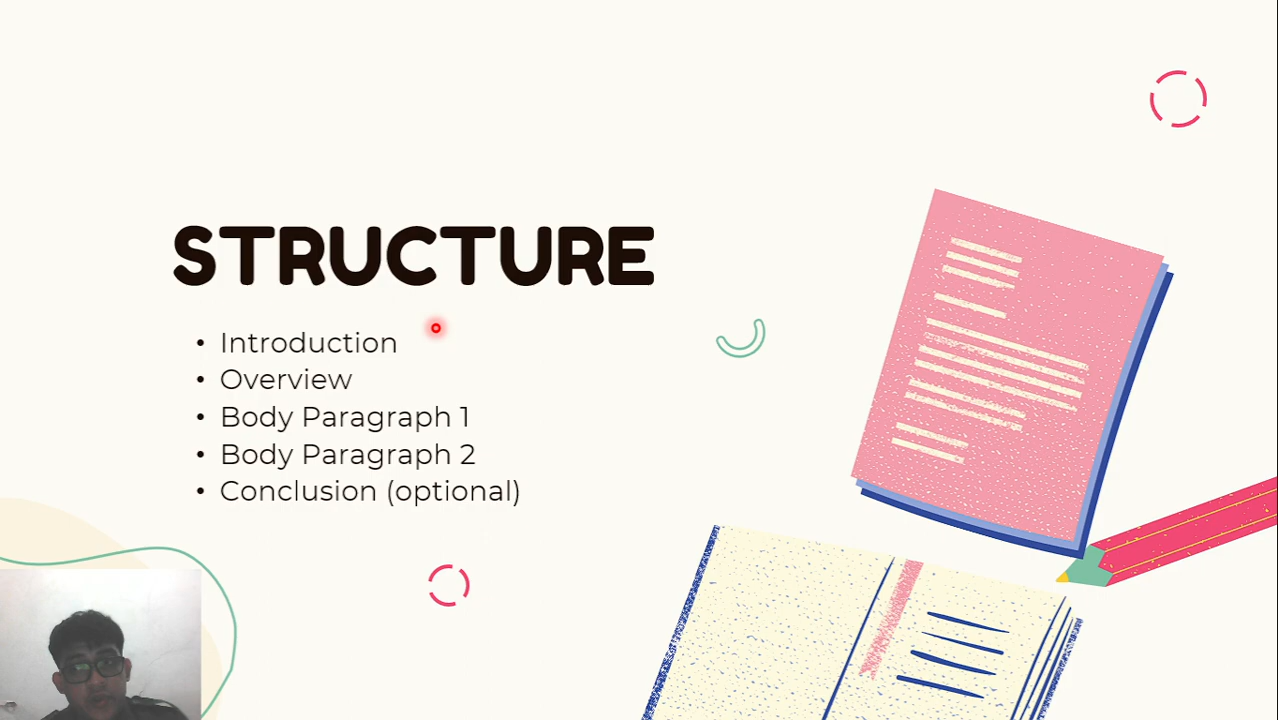 STRUCTURE
• Introduction
• Overview
• Body Paragraph 1
• Body Paragraph 2
• Conclusion (optional)